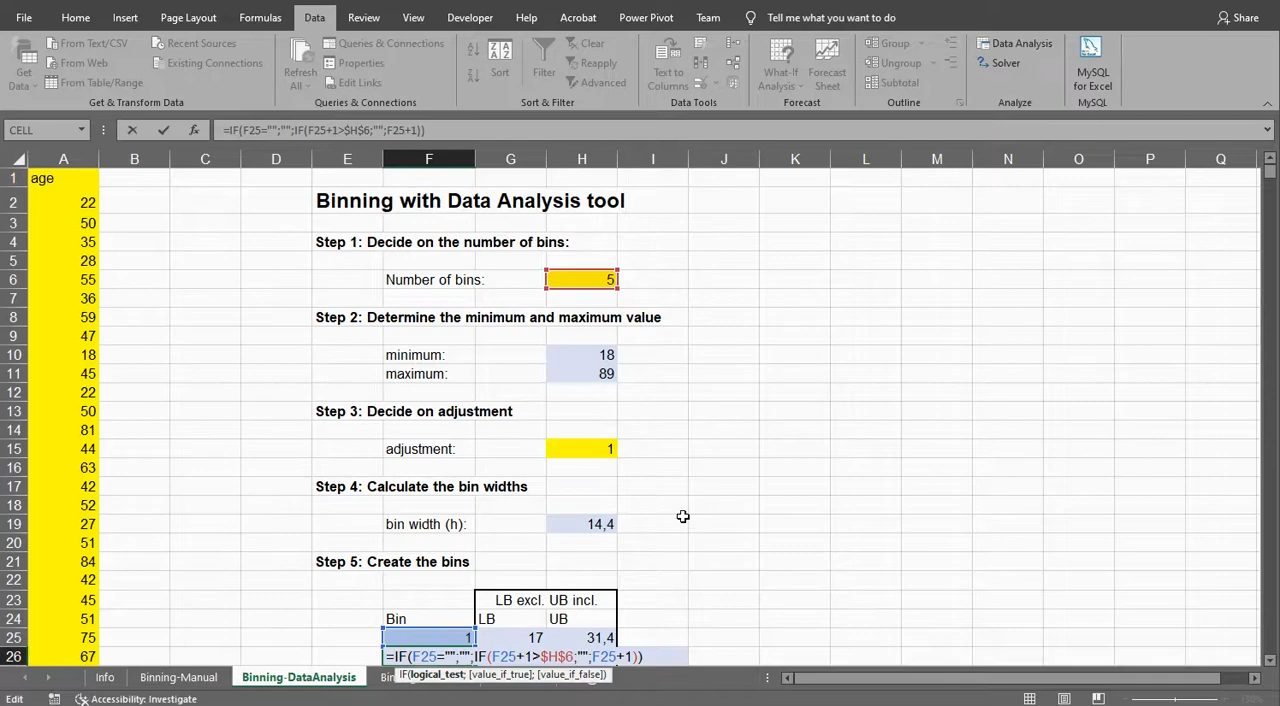 File Home Insert Page Layout Formulas Data Review View Developer Help Acrobat Power Pivot Team Tell me what you want to do Share
From Text/CSV Recent Sources Queries & Connections Clear Group Data Analysis
From Web Existing Connections Properties Reapply Ungroup Solver
From Table/Range Edit Links Advanced Subtotal
Get Data Refresh All Sort Filter Text to Columns What-If Analysis Forecast Sheet MySQL for Excel
Get & Transform Data Queries & Connections Sort & Filter Data Tools Forecast Outline Analyze MySQL
CELL fx =IF(F25="";"";IF(F25+1>$H$6;"";F25+1))
A B C D E F G H I J K L M N O P Q
1 age
2 22 Binning with Data Analysis tool
3 50
4 35 Step 1: Decide on the number of bins:
5 28
6 55 Number of bins: 5
7 36
8 59 Step 2: Determine the minimum and maximum value
9 47
10 18 minimum: 18
11 45 maximum: 89
12 22
13 50 Step 3: Decide on adjustment
14 81
15 44 adjustment: 1
16 63
17 42 Step 4: Calculate the bin widths
18 52
19 27 bin width (h): 14,4
20 51
21 84 Step 5: Create the bins
22 42
23 45 LB excl. UB incl.
24 51 Bin LB UB
25 75 1 17 31,4
26 67 =IF(F25="";"";IF(F25+1>$H$6;"";F25+1))
IF(logical_test; [value_if_true]; [value_if_false])
Info Binning-Manual Binning-DataAnalysis
Edit Accessibility: Investigate